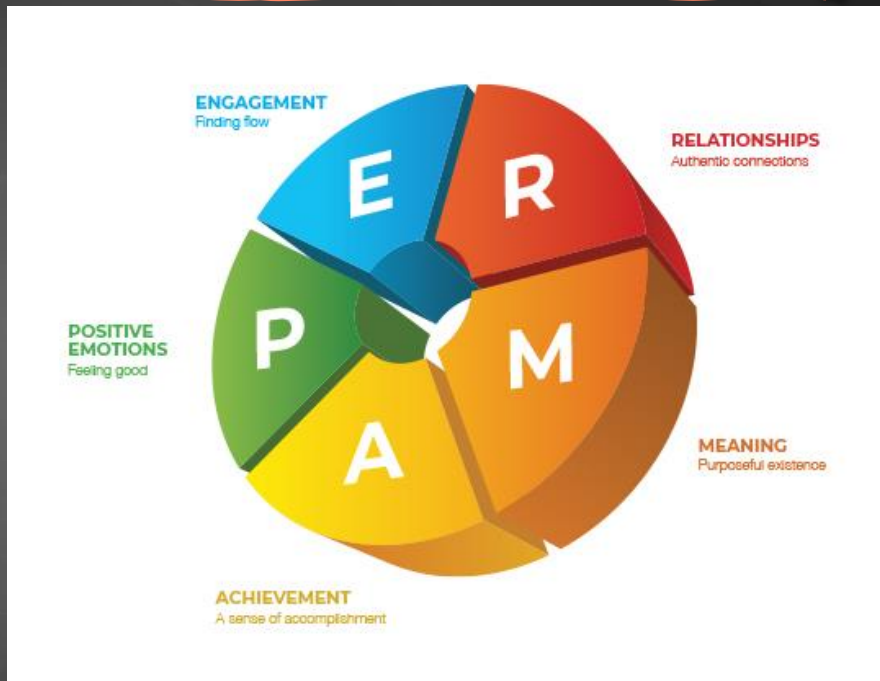 ENGAGEMENT
Finding flow
E
R
RELATIONSHIPS
Authentic connections
P
POSITIVE
EMOTIONS
Feeling good
M
MEANING
Purposeful existence
A
ACHIEVEMENT
A sense of accomplishment